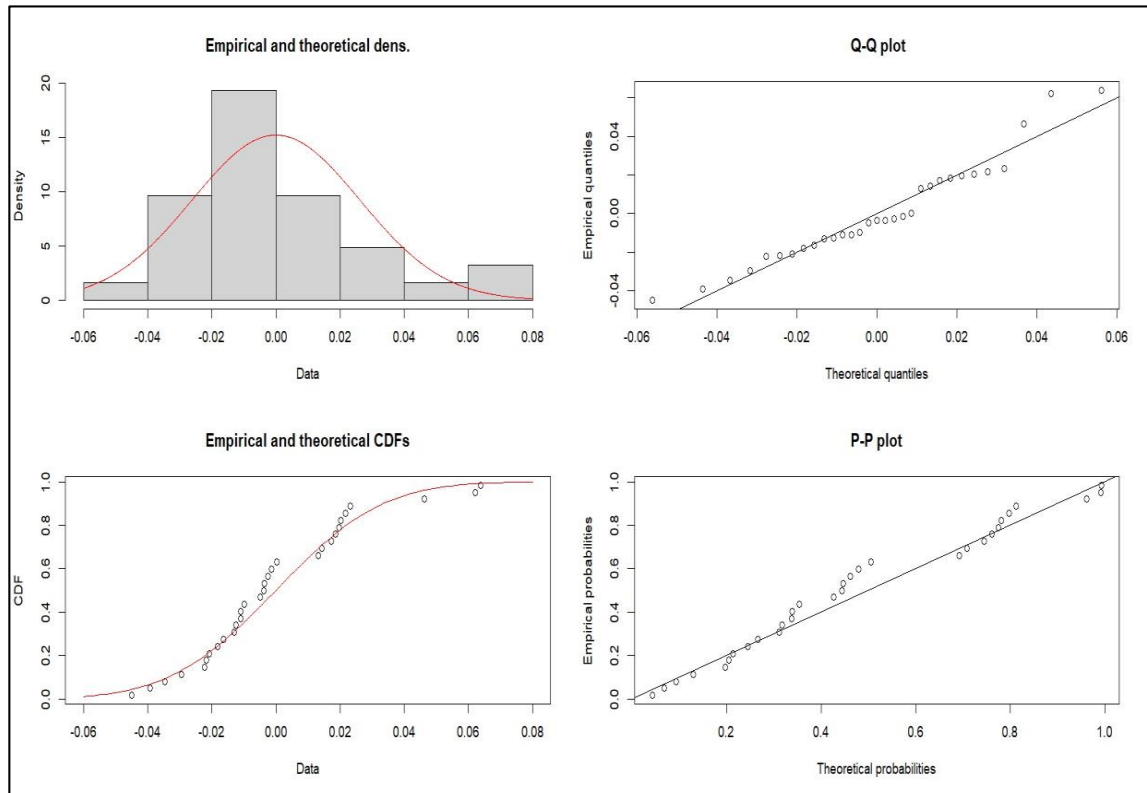 Empirical and theoretical dens.
Density
0 5 10 15 20
-0.06 -0.04 -0.02 0.00 0.02 0.04 0.06 0.08
Data
Q-Q plot
Empirical quantiles
-0.04 0.00 0.04
-0.06 -0.04 -0.02 0.00 0.02 0.04 0.06
Theoretical quantiles
Empirical and theoretical CDFs
CDF
0.0 0.2 0.4 0.6 0.8 1.0
-0.06 -0.04 -0.02 0.00 0.02 0.04 0.06 0.08
Data
P-P plot
Empirical probabilities
0.0 0.2 0.4 0.6 0.8 1.0
0.2 0.4 0.6 0.8 1.0
Theoretical probabilities